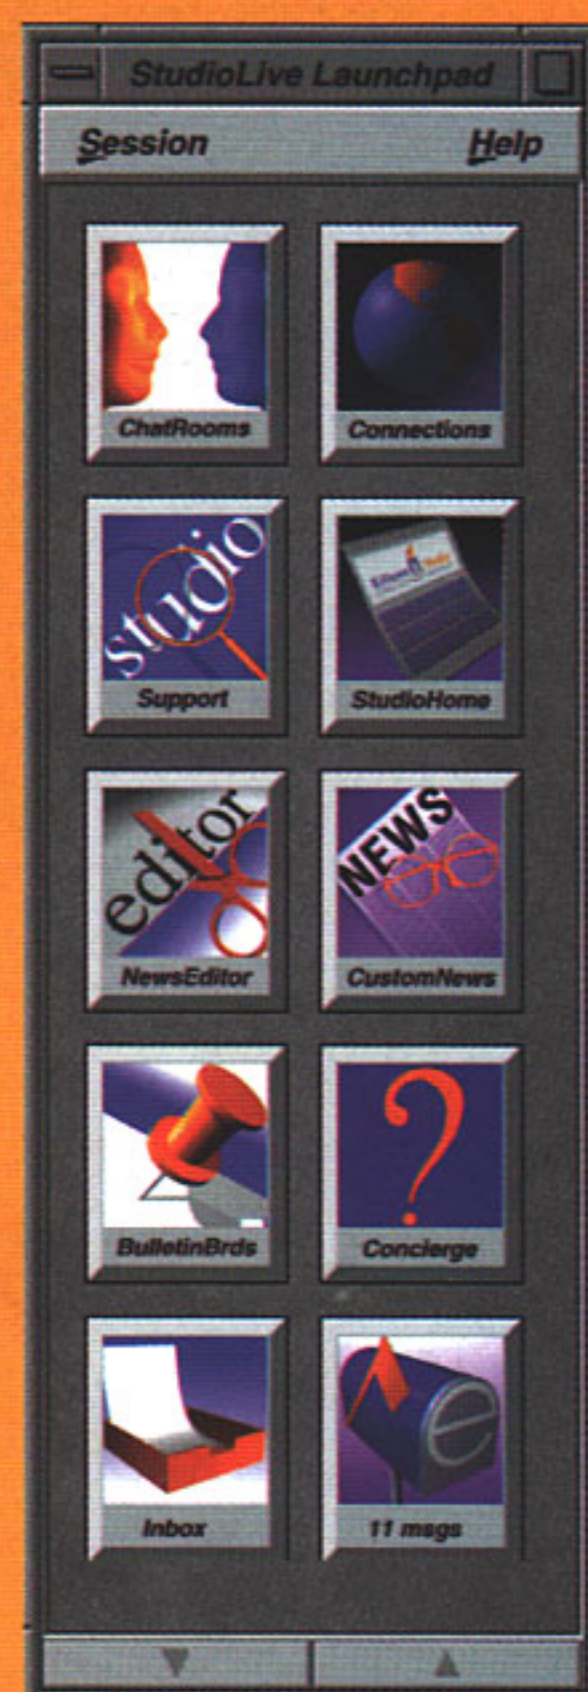 StudioLive Launchpad
Session Help
ChatRooms Connections
studio
Support StudioHome
editor NEWS
NewsEditor CustomNews
?
BulletinBrds Concierge
e
Inbox 11 msgs